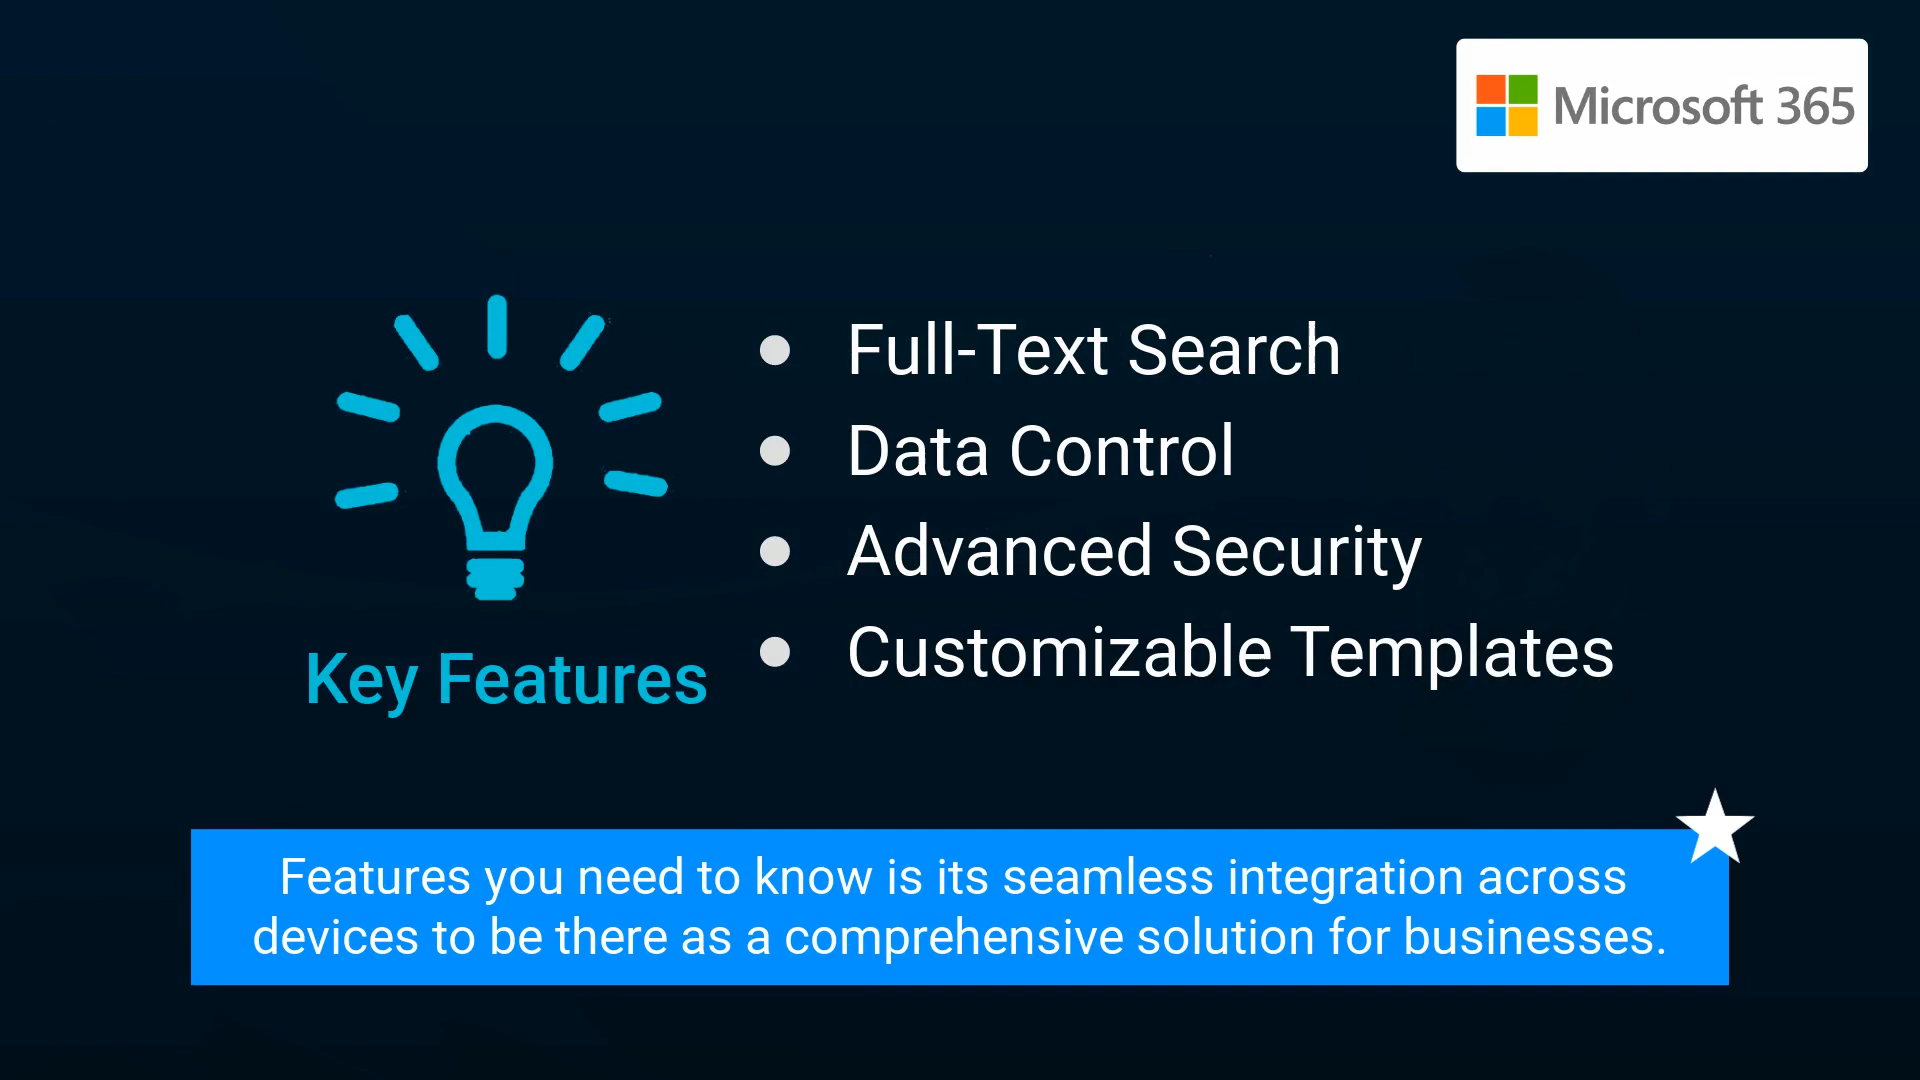 Microsoft 365
Full-Text Search
Data Control
Advanced Security
Customizable Templates
Key Features
Features you need to know is its seamless integration across
devices to be there as a comprehensive solution for businesses.